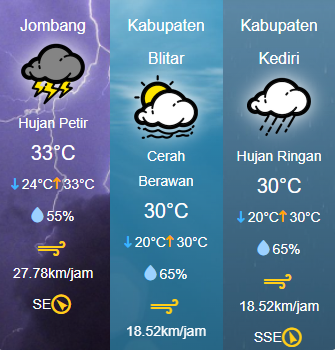 Jombang
Hujan Petir
33°C
↓24°C↑33°C
55%
27.78km/jam
SE
Kabupaten
Blitar
Cerah
Berawan
30°C
↓20°C↑30°C
65%
18.52km/jam
Kabupaten
Kediri
Hujan Ringan
30°C
↓20°C↑30°C
65%
18.52km/jam
SSE